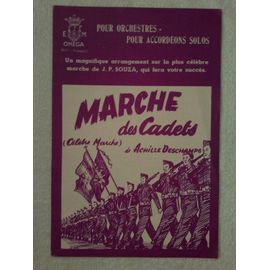 POUR ORCHESTRES -
POUR ACCORDÉONS SOLOS
E M
OMEGA
Un magnifique arrangement sur la plus célèbre
marche de J. P. SOUZA, qui fera votre succès.
MARCHE
des Cadets
(Célèbre Marche)
de ACHILLE DESCHAMPS